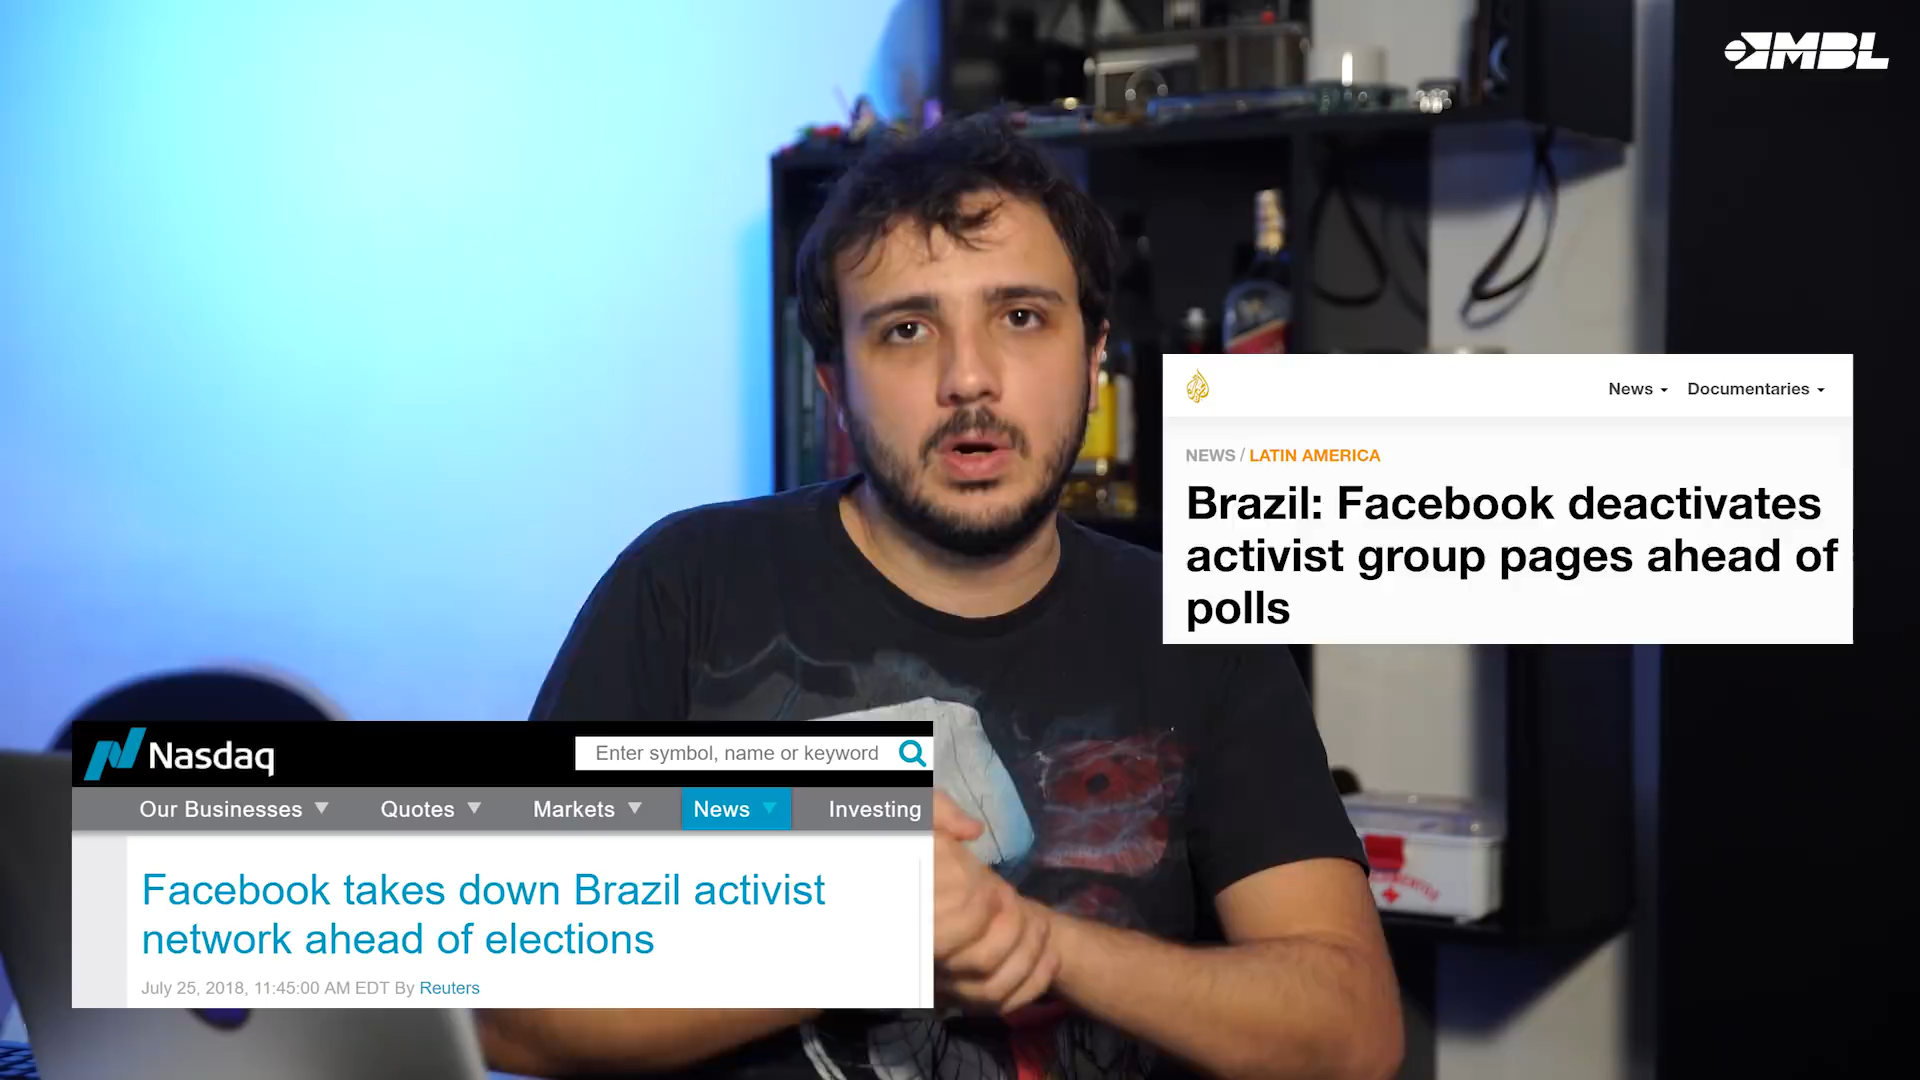 MBL
News
Documentaries
NEWS / LATIN AMERICA
Brazil: Facebook deactivates
activist group pages ahead of
polls
Nasdaq
Enter symbol, name or keyword
Our Businesses
Quotes
Markets
News
Investing
Facebook takes down Brazil activist
network ahead of elections
July 25, 2018, 11:45:00 AM EDT By Reuters